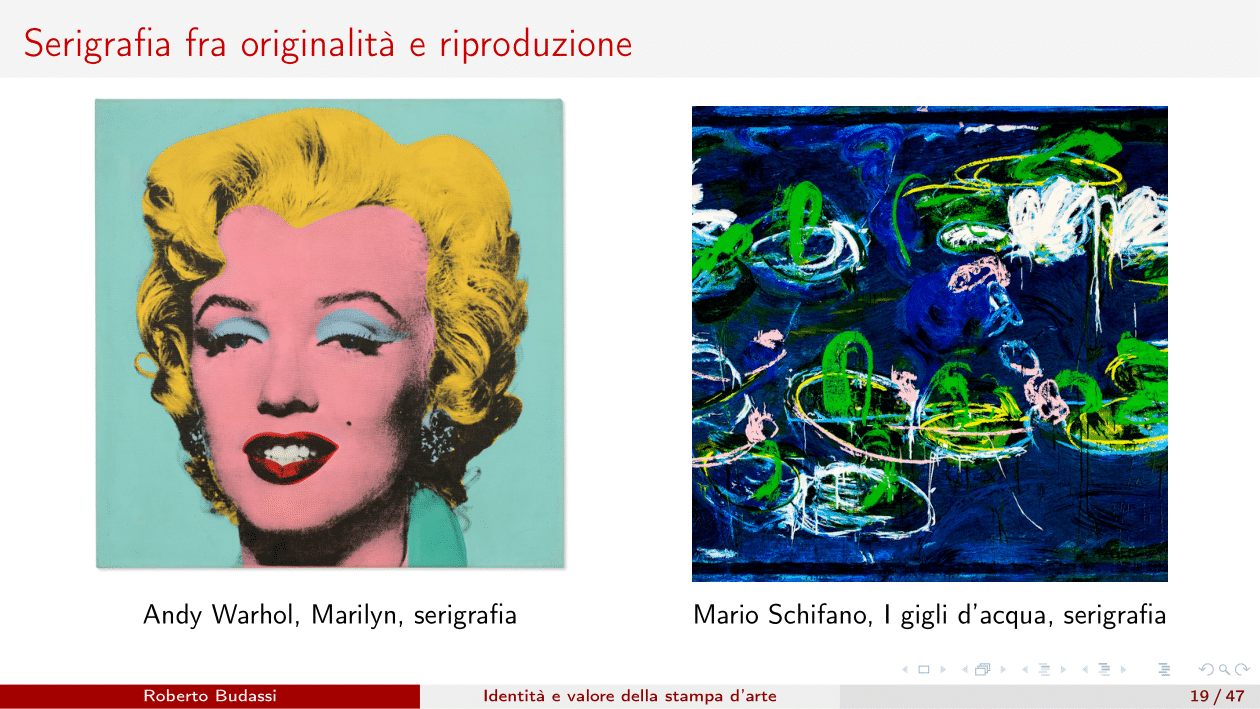 Serigrafia fra originalità e riproduzione
Andy Warhol, Marilyn, serigrafia
Mario Schifano, I gigli d'acqua, serigrafia
Roberto Budassi
Identità e valore della stampa d'arte
19 / 47